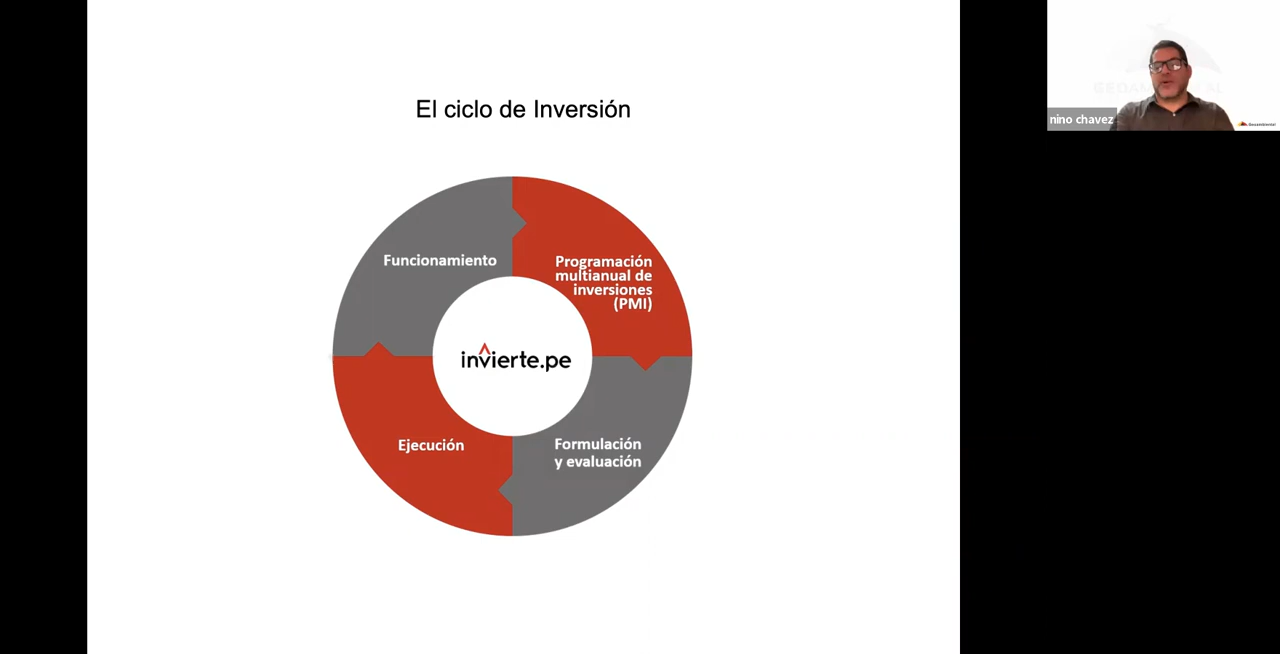 El ciclo de Inversión
Funcionamiento
Programación
multianual de
inversiones
(PMI)
invierte.pe
Ejecución
Formulación
y evaluación
nino chavez